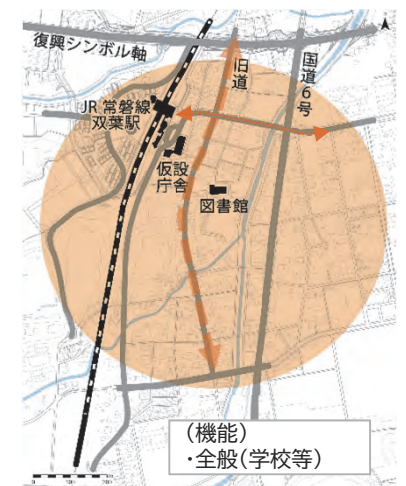 復興シンボル軸
旧道
国道6号
JR 常磐線
双葉駅
仮設
庁舎
図書館
(機能)
・全般(学校等)